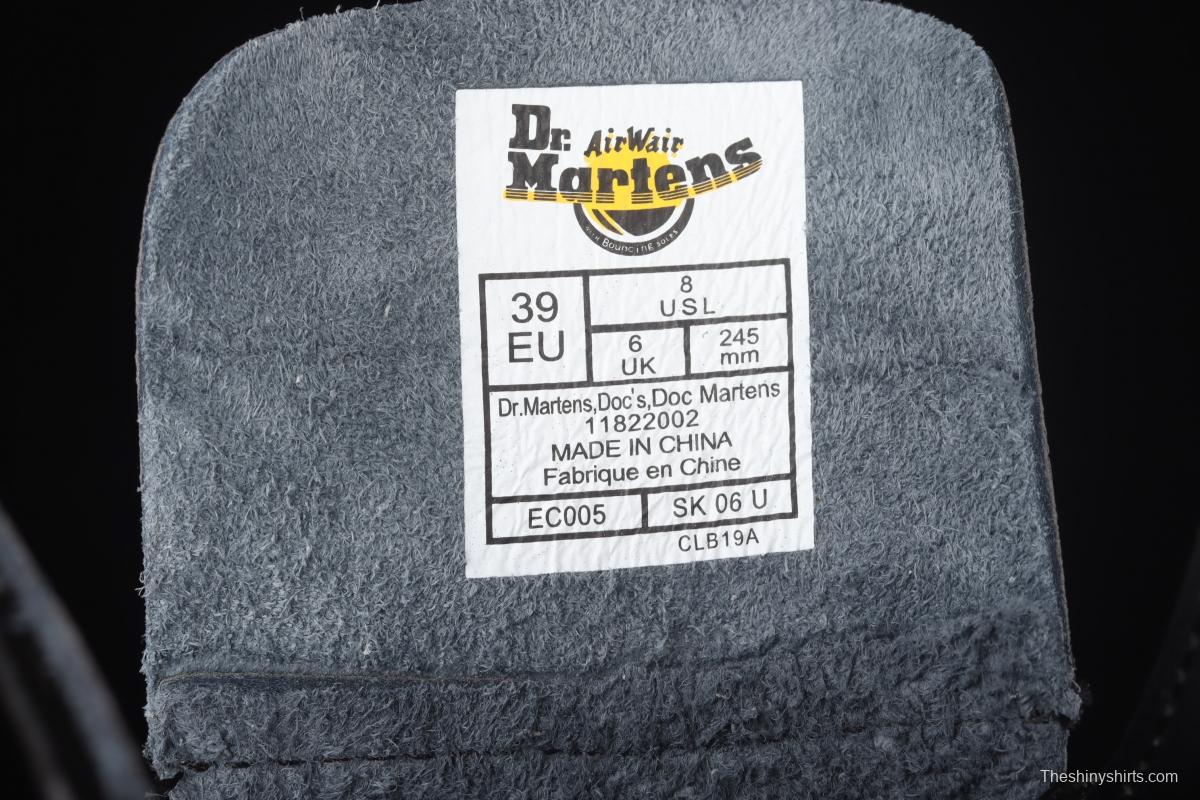 Dr. AirWair
Martens
WITH Bouncing SOLES
39
EU
8
USL
6
UK
245
mm
Dr.Martens,Doc's,Doc Martens
11822002
MADE IN CHINA
Fabrique en Chine
EC005
SK 06 U
CLB19A
Theshinyshirts.com